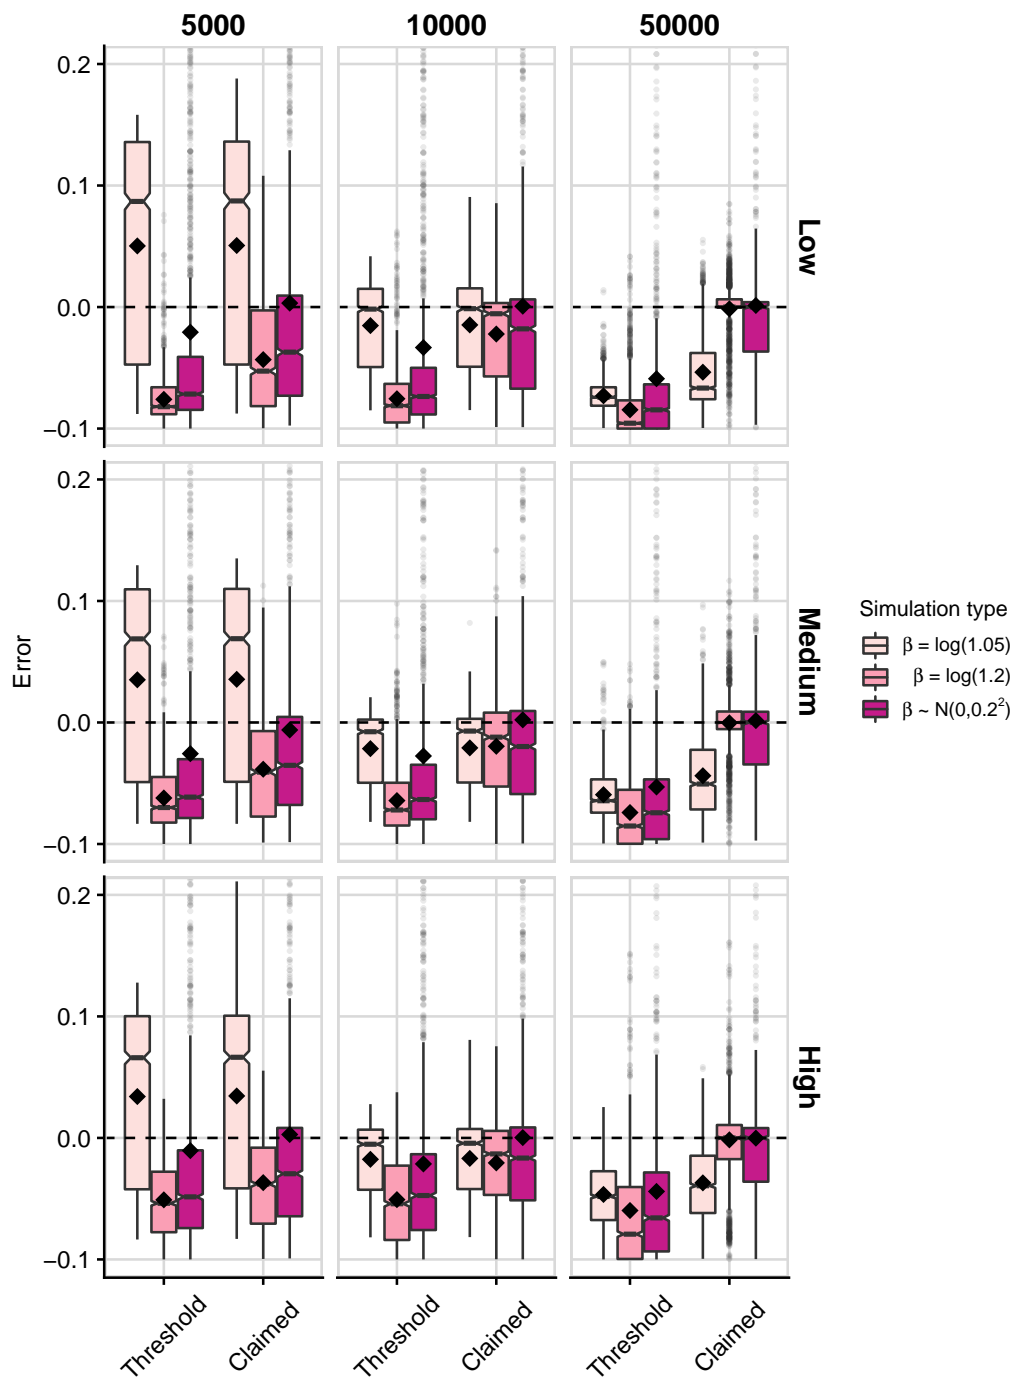 5000 10000 50000
0.2
0.1
0.0
−0.1
Low
0.2
0.1
0.0
−0.1
Medium
Error
0.2
0.1
0.0
−0.1
High
Threshold Claimed Threshold Claimed Threshold Claimed
Simulation type
β = log(1.05)
β = log(1.2)
β ~ N(0,0.2²)